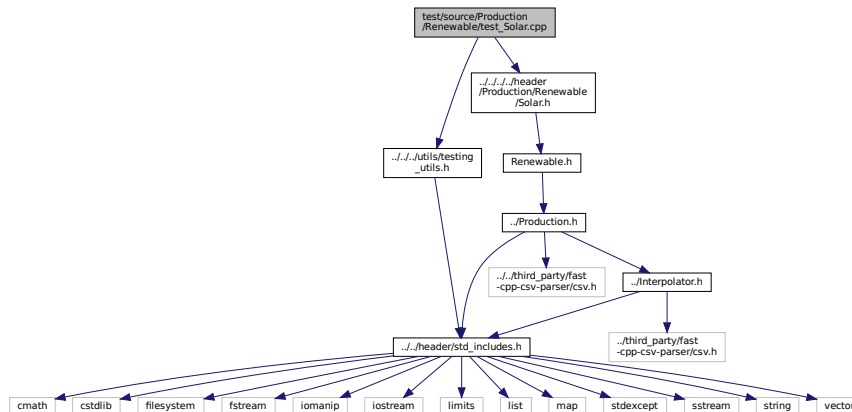 test/source/Production
/Renewable/test_Solar.cpp
../../../../header
/Production/Renewable
/Solar.h
../../../utils/testing
_utils.h
Renewable.h
../Production.h
../../third_party/fast
-cpp-csv-parser/csv.h
../Interpolator.h
../../header/std_includes.h
../third_party/fast
-cpp-csv-parser/csv.h
cmath
cstdlib
filesystem
fstream
iomanip
iostream
limits
list
map
stdexcept
sstream
string
vector